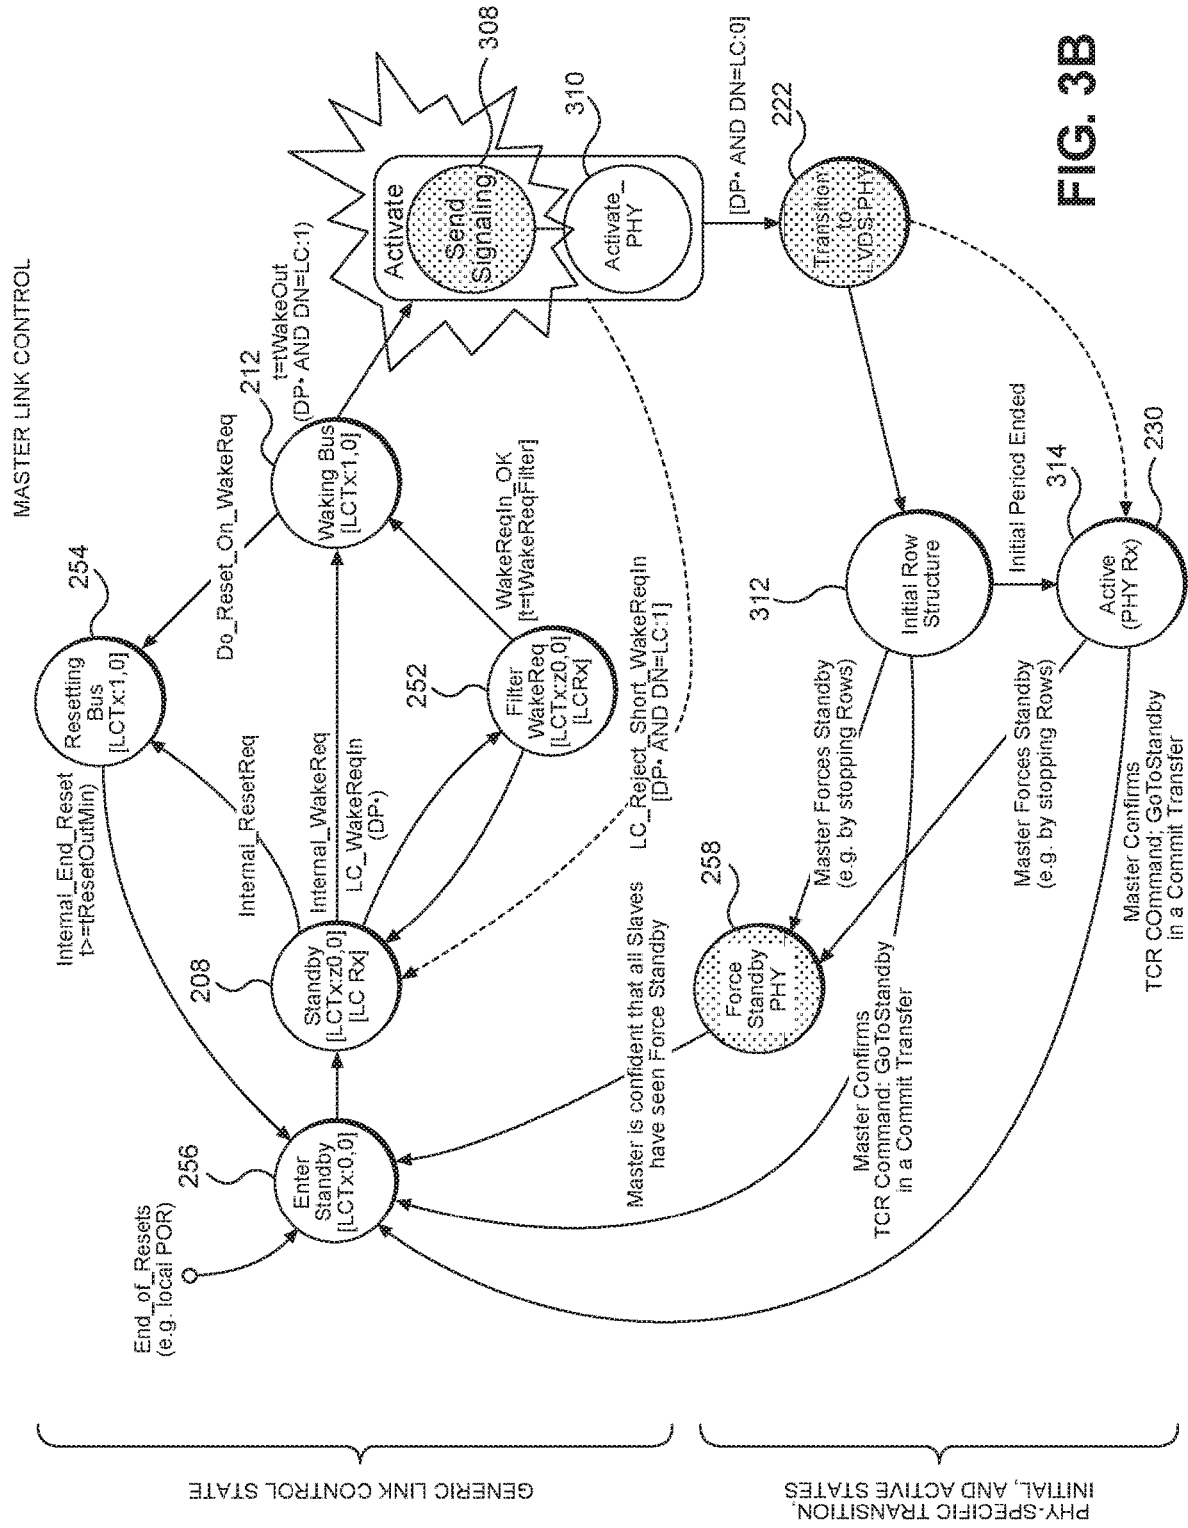 MASTER LINK CONTROL
End_of_Resets
(e.g. local POR)
256
Enter
Standby
[LCTx:0,0]
Internal_End_Reset
t>=tResetOutMin)
254
Resetting
Bus
[LCTx:1,0]
Internal_ResetReq
Do_Reset_On_WakeReq
208
Standby
[LCTx:z0,0]
[LC Rx]
Internal_WakeReq
LC_WakeReqIn
(DP•)
212
Waking Bus
[LCTx:1,0]
t=tWakeOut
(DP• AND DN=LC:1)
252
Filter
WakeReq
[LCTx:z0,0]
[LCRx]
WakeReqIn_OK
[t=tWakeReqFilter]
Activate
Send
Signaling
308
Activate_
PHY
310
LC_Reject_Short_WakeReqIn
[DP• AND DN=LC:1]
[DP• AND DN=LC:0]
Master is confident that all Slaves
have seen Force Standby
258
Force
Standby
PHY
222
Transition
to
LVDS-PHY
312
Initial Row
Structure
Master Forces Standby
(e.g. by stopping Rows)
Master Confirms
TCR Command: GoToStandby
in a Commit Transfer
Initial Period Ended
314
Active
(PHY Rx)
230
Master Forces Standby
(e.g. by stopping Rows)
Master Confirms
TCR COmmand: GoToStandby
in a Commit Transfer
GENERIC LINK CONTROL STATE
PHY-SPECIFIC TRANSITION,
INITIAL, AND ACTIVE STATES
FIG. 3B